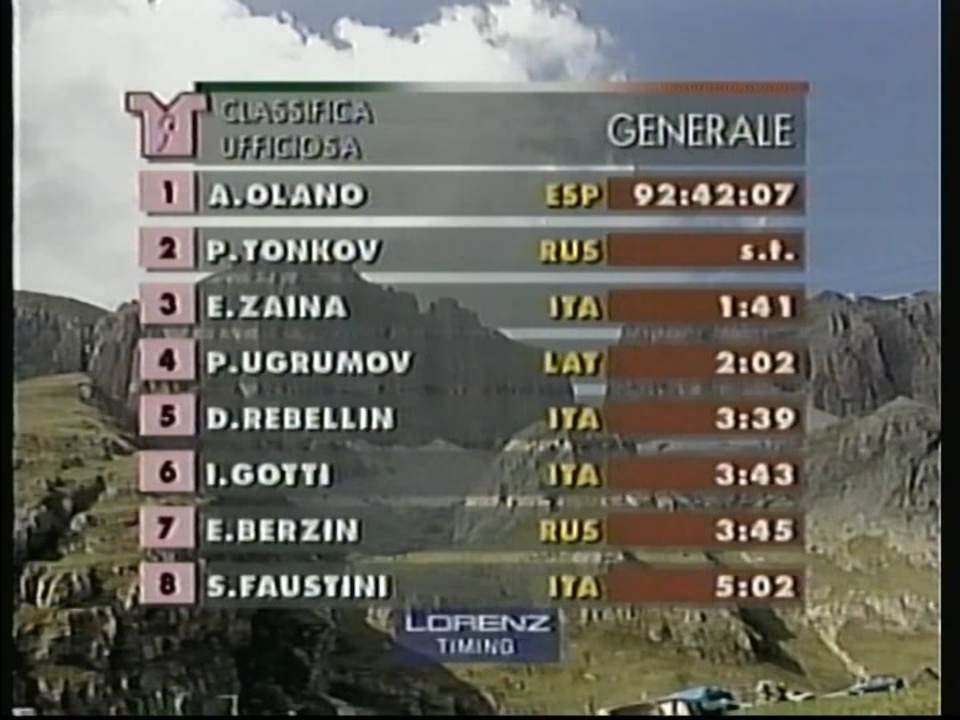 CLASSIFICA
UFFICIOSA
GENERALE
1 A.OLANO ESP 92:42:07
2 P.TONKOV RUS s.t.
3 E.ZAINA ITA 1:41
4 P.UGRUMOV LAT 2:02
5 D.REBELLIN ITA 3:39
6 I.GOTTI ITA 3:43
7 E.BERZIN RUS 3:45
8 S.FAUSTINI ITA 5:02
LORENZ
TIMING